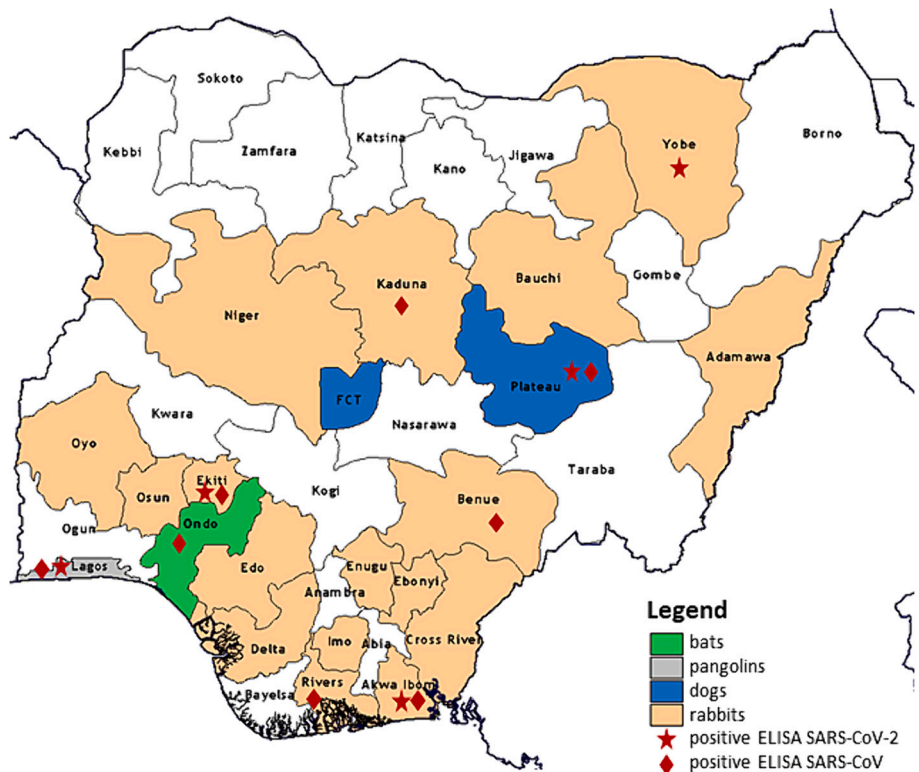 Sokoto
Kebbi
Zamfara
Katsina
Kano
Jigawa
Yobe
Borno
Gombe
Bauchi
Kaduna
Niger
Adamawa
Plateau
FCT
Nasarawa
Kwara
Taraba
Oyo
Osun
Ekiti
Kogi
Benue
Ogun
Ondo
Lagos
Edo
Enugu
Ebonyi
Anambra
Imo
Abia
Cross River
Delta
Rivers
Akwa Ibom
Bayelsa
Legend
bats
pangolins
dogs
rabbits
positive ELISA SARS-CoV-2
positive ELISA SARS-CoV